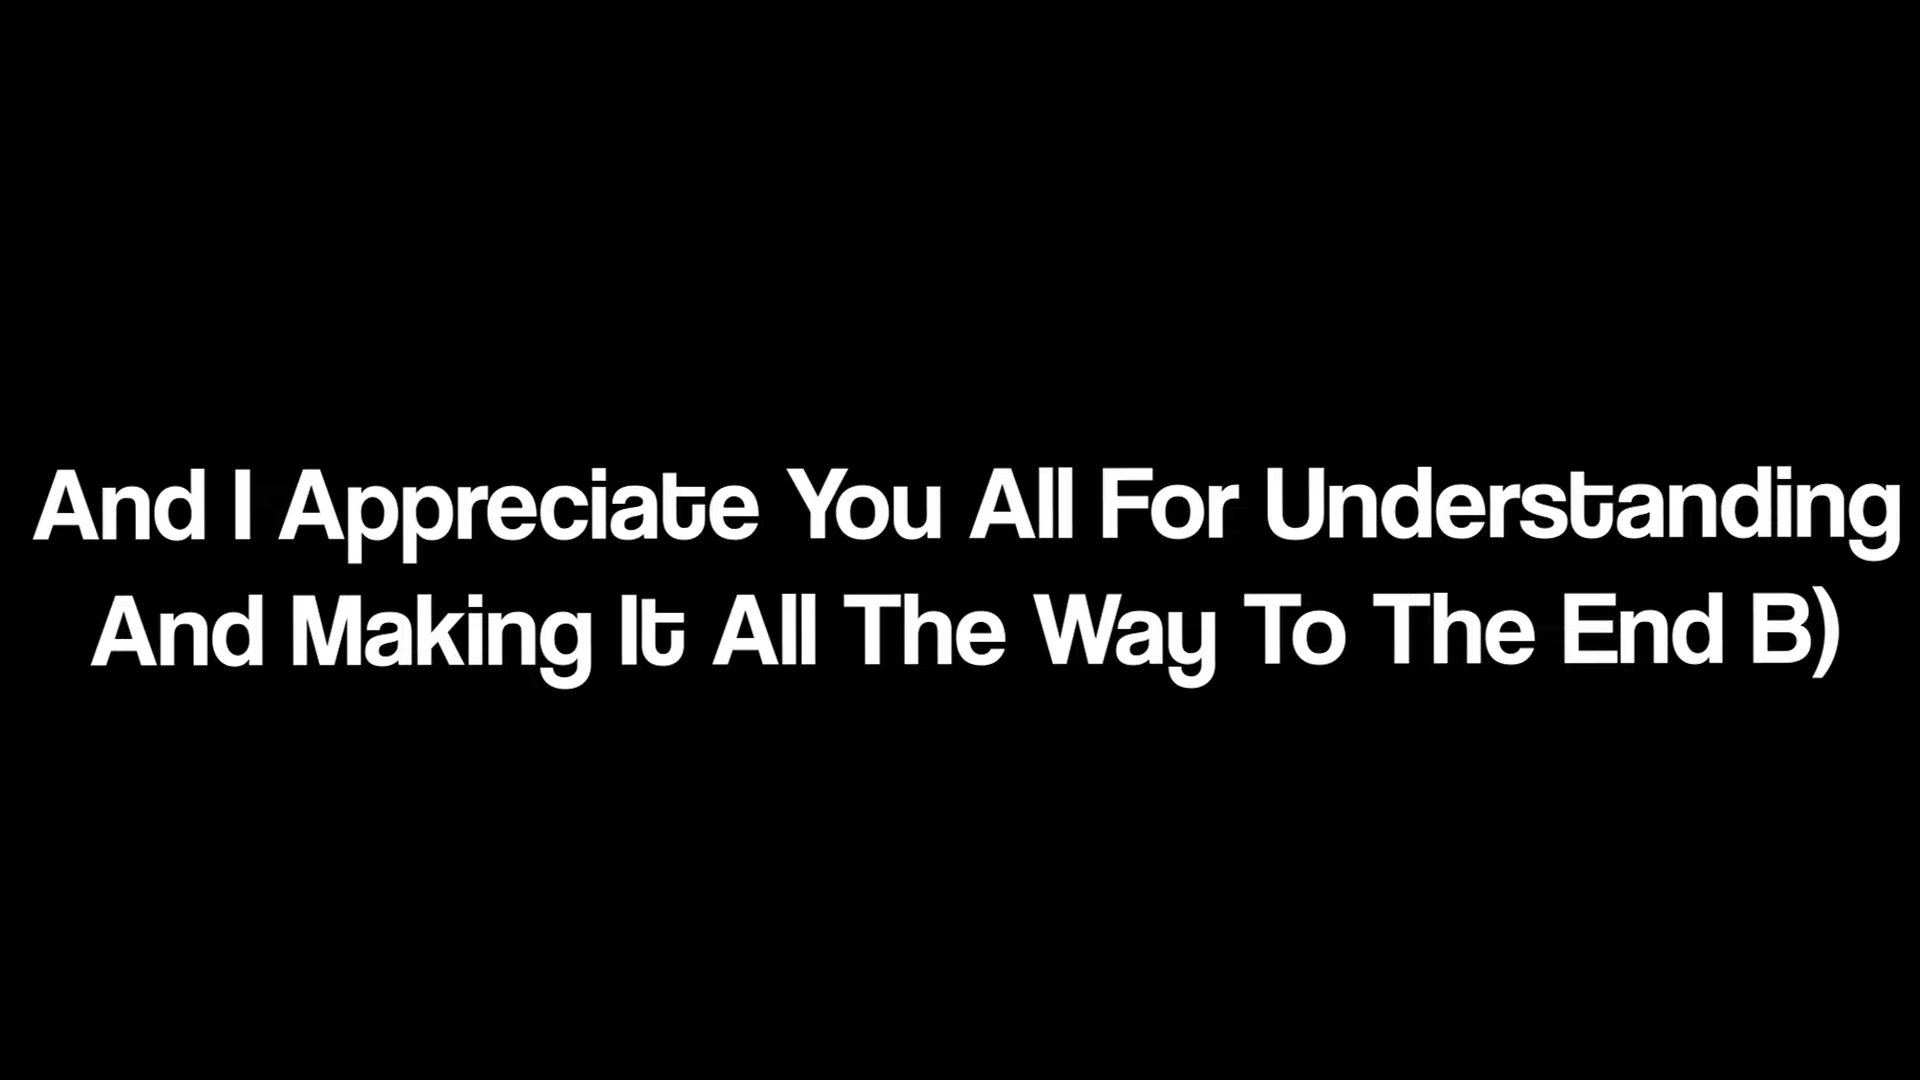 And I Appreciate You All For Understanding
And Making It All The Way To The End B)